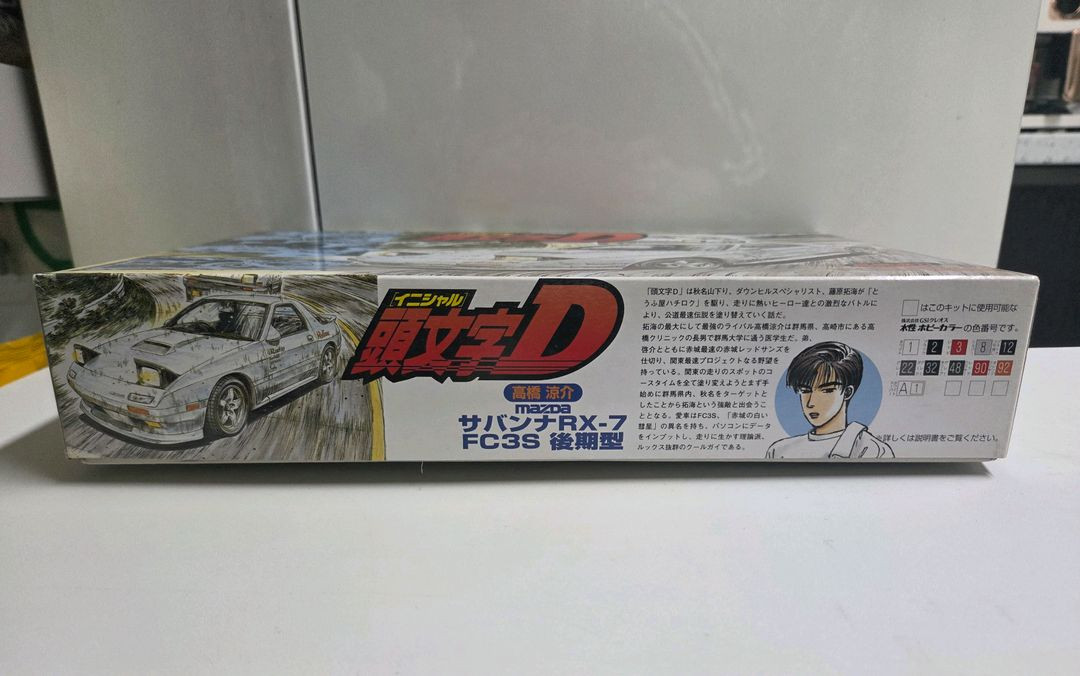 イニシャル
頭文字D
高橋 涼介
mazda
サバンナRX-7
FC3S 後期型
『頭文字D』は秋名山下り、ダウンヒルスペシャリスト、藤原拓海が『と
うふ屋ハチロク』を駆り、走りに熱いヒーロー達との激烈なバトルに
より、公道最速伝説を塗り替えていく話だ。
拓海の最大にして最強のライバル高橋涼介は群馬県、高崎市にある高
橋クリニックの長男で群馬大学に通う医学生だ。弟、
啓介とともに赤城最速の赤城レッドサンズを
仕切り、関東最速プロジェクトなる野望を
持っている。関東の走りのスポットのコ
ースタイムを全て塗り変えようとまず手
始めに群馬県内、秋名をターゲットと
したことから拓海という強敵と出会うこ
ととなる。愛車はFC3S、「赤城の白い
彗星」の異名を持ち、パソコンにデータ
をインプットし、走りに生かす理論派。
ルックス抜群のクールガイである。
はこのキットに使用可能な
株式会社GSIクレオス
水性 ホビーカラーの色番号です。
1 2 3 8 12
22 32 48 90 92
A 1
※詳しくは説明書をご覧ください。